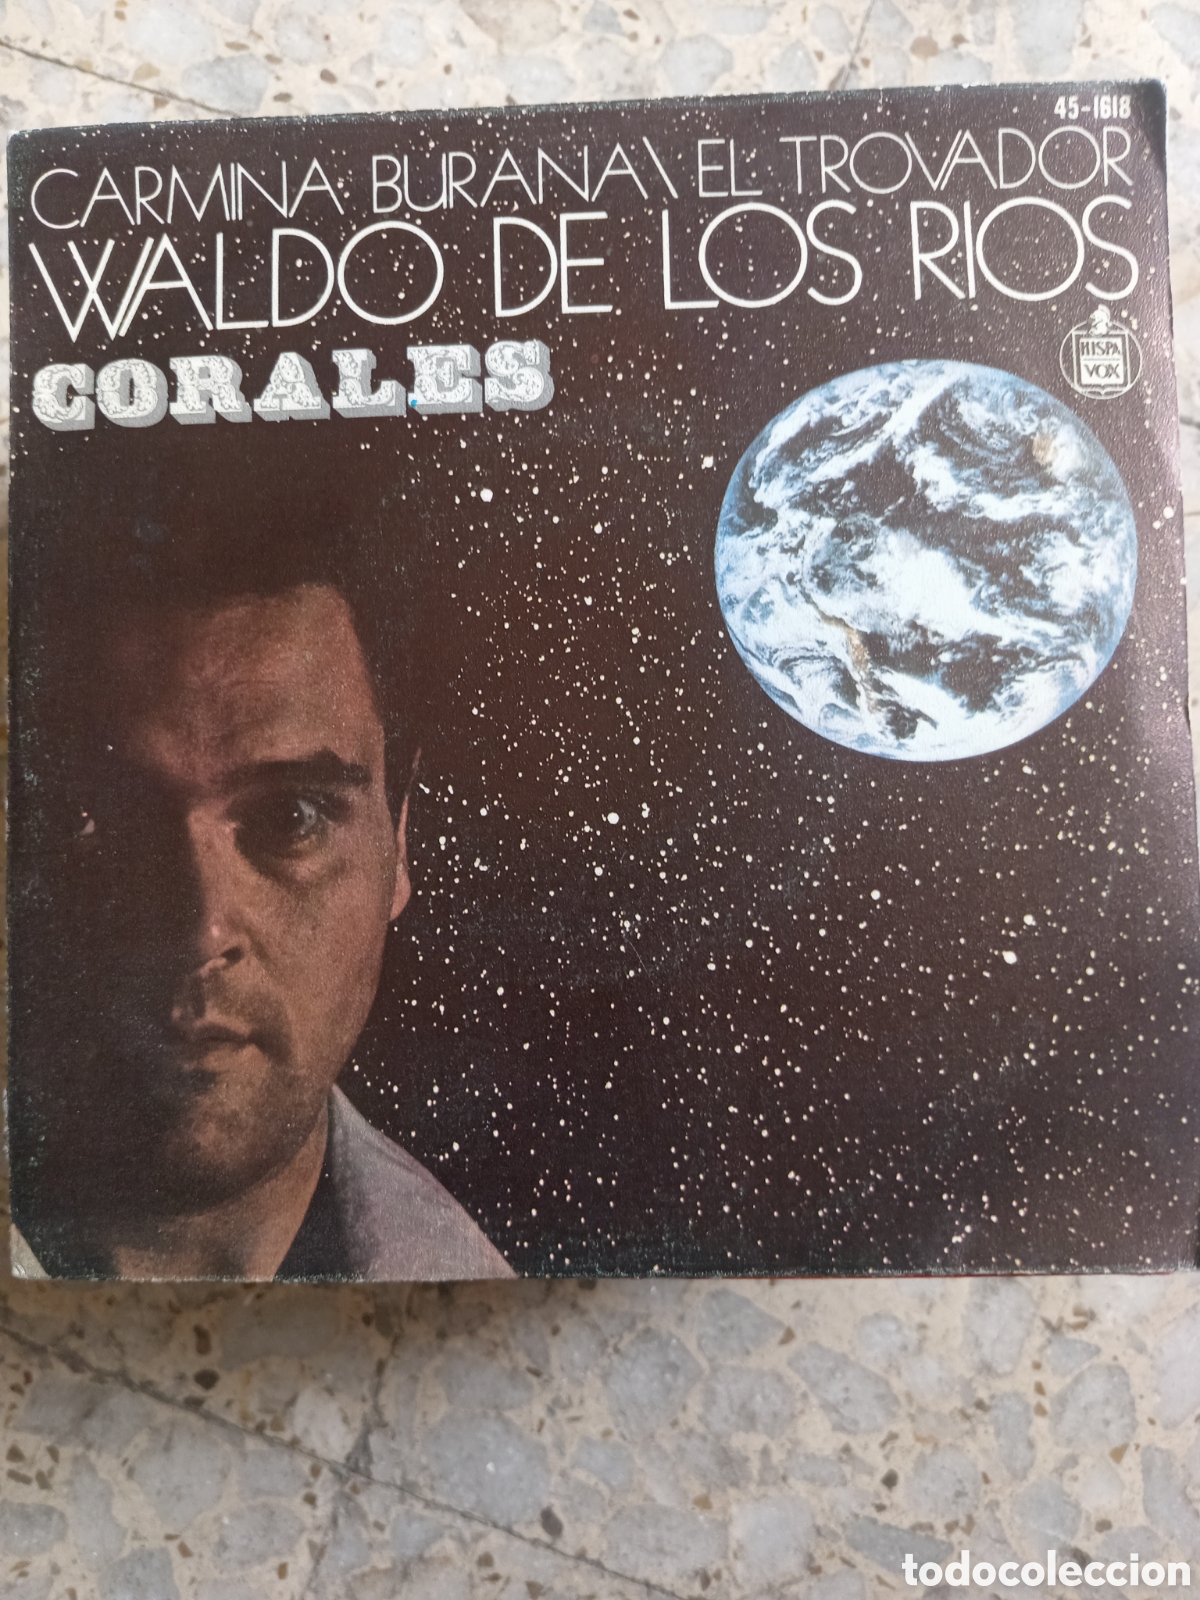 45-1618
CARMINA BURANA\ EL TROVADOR
WALDO DE LOS RIOS
CORALES
HISPA
VOX
todocoleccion